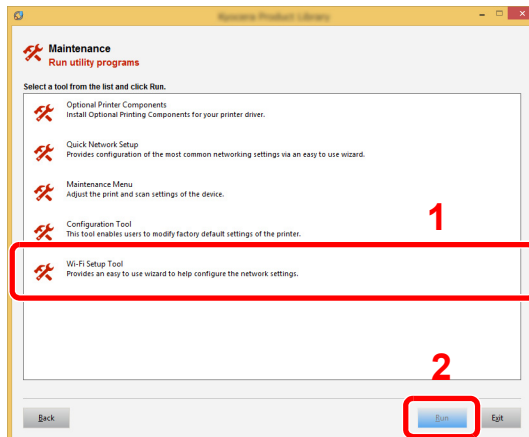 Kyocera Product Library
Maintenance
Run utility programs
Select a tool from the list and click Run.
Optional Printer Components
Install Optional Printing Components for your printer driver.
Quick Network Setup
Provides configuration of the most common networking settings via an easy to use wizard.
Maintenance Menu
Adjust the print and scan settings of the device.
1
Configuration Tool
This tool enables users to modify factory default settings of the printer.
Wi-Fi Setup Tool
Provides an easy to use wizard to help configure the network settings.
2
Back
Run
Exit